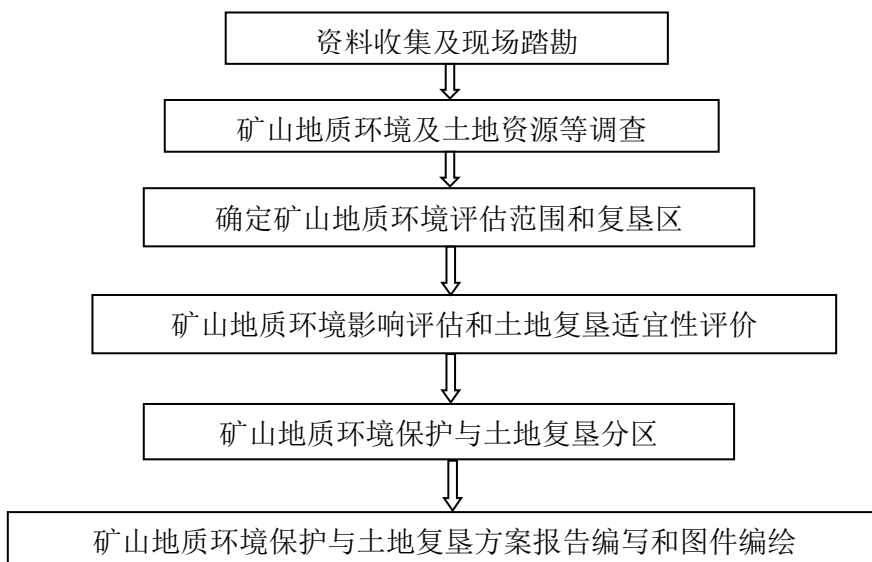 资料收集及现场踏勘
矿山地质环境及土地资源等调查
确定矿山地质环境评估范围和复垦区
矿山地质环境影响评估和土地复垦适宜性评价
矿山地质环境保护与土地复垦分区
矿山地质环境保护与土地复垦方案报告编写和图件编绘